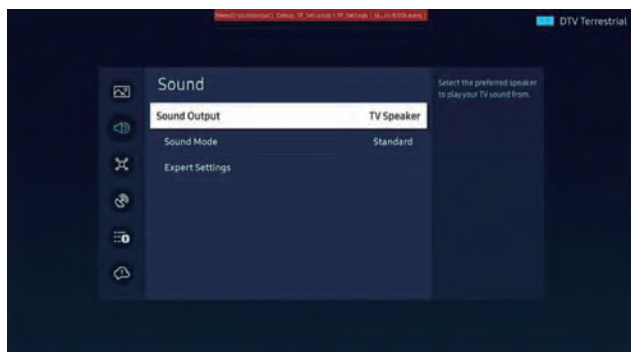 DTV Terrestrial
Sound
Select the preferred speaker
to play your TV sound from.
Sound Output TV Speaker
Sound Mode Standard
Expert Settings